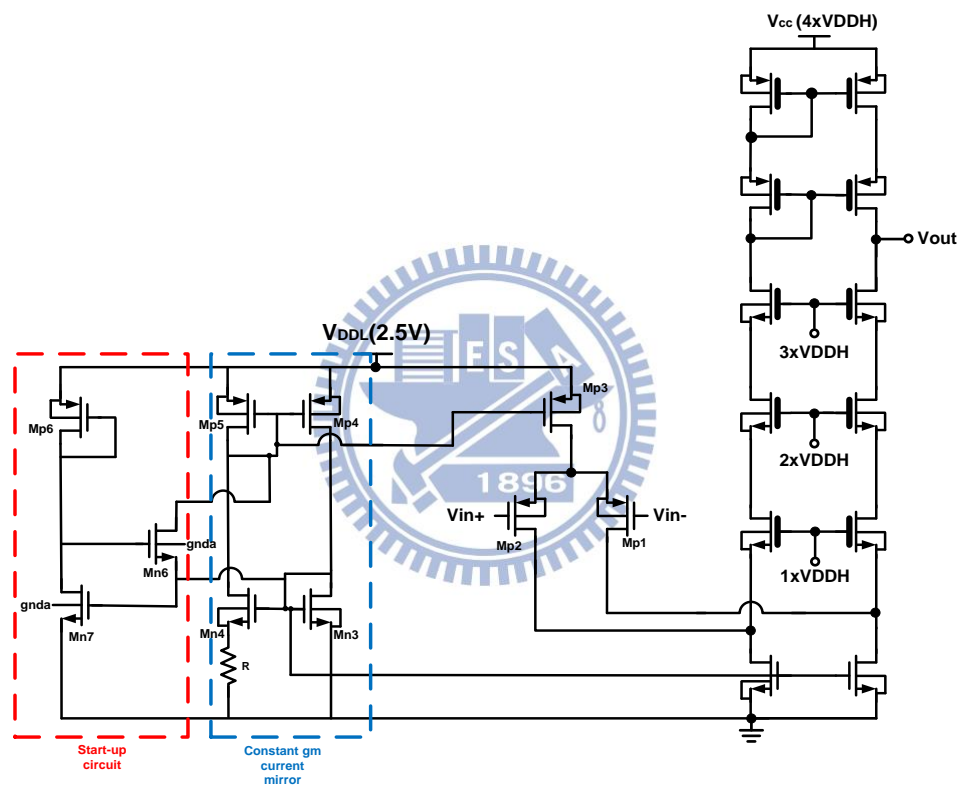 Vcc (4xVDDH)
Vout
3xVDDH
2xVDDH
1xVDDH
VDDL(2.5V)
Mp6
Mp5
Mp4
Mp3
Vin+
Vin-
Mp2
Mp1
gnda
Mn6
gnda
Mn7
Mn4
Mn3
R
1896
ES
A
Start-up
circuit
Constant gm
current
mirror